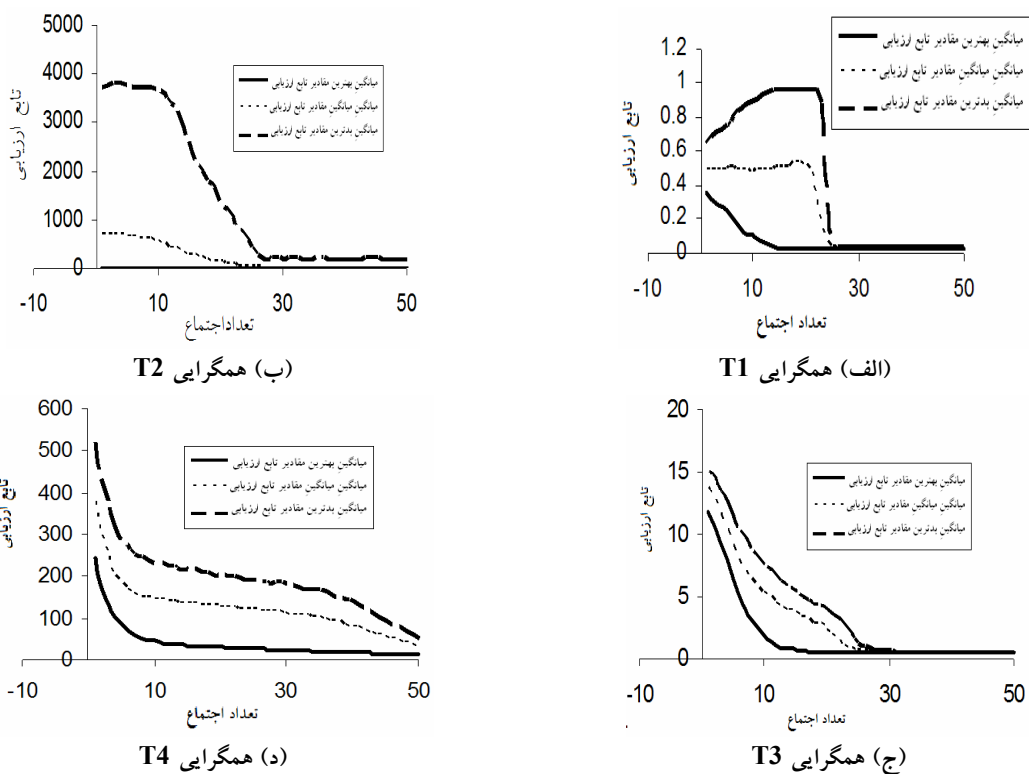 میانگین بهترین مقادیر تابع ارزیابی
میانگین میانگین مقادیر تابع ارزیابی
میانگین بدترین مقادیر تابع ارزیابی
تابع ارزیابی
1.2
1
0.8
0.6
0.4
0.2
0
-10 10 30 50
تعداد اجتماع
(الف) همگرایی T1
میانگین بهترین مقادیر تابع ارزیابی
میانگین میانگین مقادیر تابع ارزیابی
میانگین بدترین مقادیر تابع ارزیابی
تابع ارزیابی
5000
4000
3000
2000
1000
0
-10 10 30 50
تعداداجتماع
(ب) همگرایی T2
میانگین بهترین مقادیر تابع ارزیابی
میانگین میانگین مقادیر تابع ارزیابی
میانگین بدترین مقادیر تابع ارزیابی
تابع ارزیابی
20
15
10
5
0
-10 10 30 50
تعداد اجتماع
(ج) همگرایی T3
میانگین بهترین مقادیر تابع ارزیابی
میانگین میانگین مقادیر تابع ارزیابی
میانگین بدترین مقادیر تابع ارزیابی
تابع ارزیابی
600
500
400
300
200
100
0
-10 10 30 50
تعداد اجتماع
(د) همگرایی T4